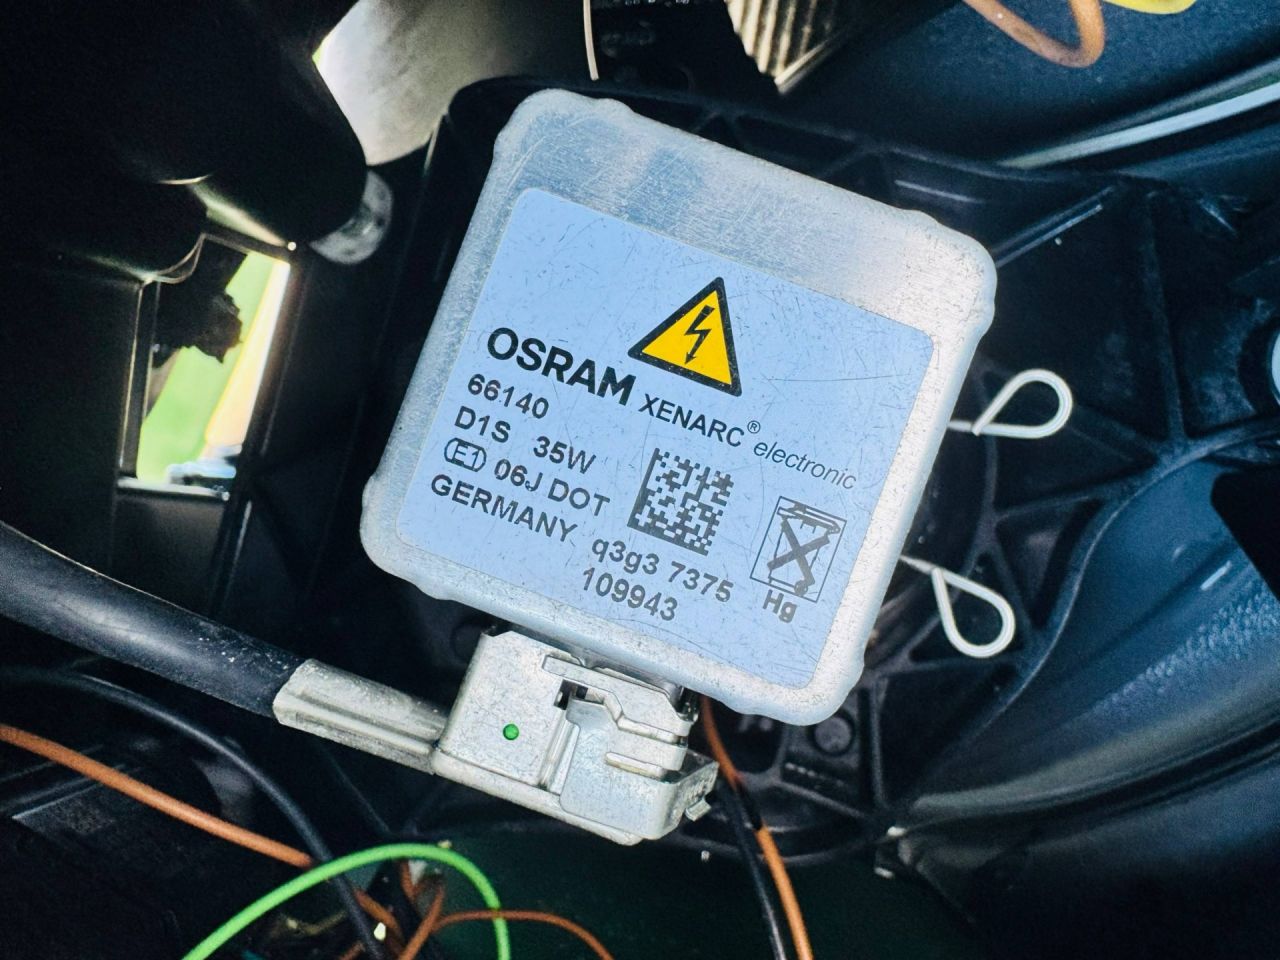 OSRAM XENARC® electronic
66140
D1S 35W
E1 06J DOT
GERMANY q3g3 7375
109943
Hg